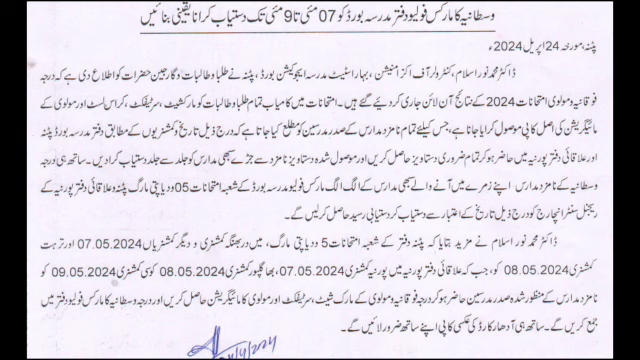 وسطانیہ کا مارکس فولیو دفتر مدرسہ بورڈ کو 07 مئی تا 9 مئی تک دستیاب کرانا یقینی بنائیں
پٹنہ، مورخہ 24 اپریل 2024ء
ڈاکٹر محمد نور اسلام، کنٹرولر آف اکزامنیشن، بہار اسٹیٹ مدرسہ ایجوکیشن بورڈ، پٹنہ نے طلبا و طالبات و گارجین حضرات کو اطلاع دی ہے کہ درجہ
فوقانیہ و مولوی امتحانات 2024 کے نتائج آن لائن جاری کر دیئے گئے ہیں۔ امتحانات میں کامیاب تمام طلبا و طالبات کو مارکشیٹ، سرٹیفکٹ، کراس لسٹ اور مولوی کے
مائیگریشن کی اصل کاپی موصول کرایا جانا ہے، جس کیلئے تمام نامزد مدارس کے صدر مدرسین کو مطلع کیا جاتا ہے کہ درج ذیل تاریخ و کمشنریوں کے مطابق دفتر مدرسہ بورڈ پٹنہ
اور علاقائی دفتر پورنیہ میں حاضر ہو کر تمام ضروری دستاویز حاصل کریں اور موصول شدہ دستاویز نامزد سے جڑے سبھی مدارس کو جلد سے جلد دستیاب کرا دیں۔ ساتھ ہی درجہ
وسطانیہ کے نامزد مدارس اپنے زمرے میں آنے والے سبھی مدارس کے الگ الگ مارکس فولیو مدرسہ بورڈ کے شعبہ امتحانات 05 ودیاپتی مارگ پٹنہ و علاقائی دفتر پورنیہ کے
ریجنل سنٹر انچارج کو درج ذیل تاریخ کے اعتبار سے دستیاب کر دستیابی رسید حاصل کر لیں گے۔
ڈاکٹر محمد نور اسلام نے مزید بتایا کہ پٹنہ دفتر کے شعبہ امتحانات 5 ودیاپتی مارگ، میں دربھنگہ کمشنری و دیگر کمشنریاں 07.05.2024 اور ترہت
کمشنری 08.05.2024 کو، جب کہ علاقائی دفتر پورنیہ میں پورنیہ کمشنری 07.05.2024، بھاگلپور کمشنری 08.05.2024 کوسی کمشنری 09.05.2024 کو
نامزد مدارس کے منظور شدہ صدر مدرسین حاضر ہو کر درجہ فوقانیہ و مولوی کے مارک شیٹ، سرٹیفکٹ اور مولوی کا مائیگریشن حاصل کریں اور درجہ وسطانیہ کا مارکس فولیو دفتر میں
جمع کریں گے۔ ساتھ ہی آدھار کارڈ کی عکسی کاپی اپنے ساتھ ضرور لائیں گے۔